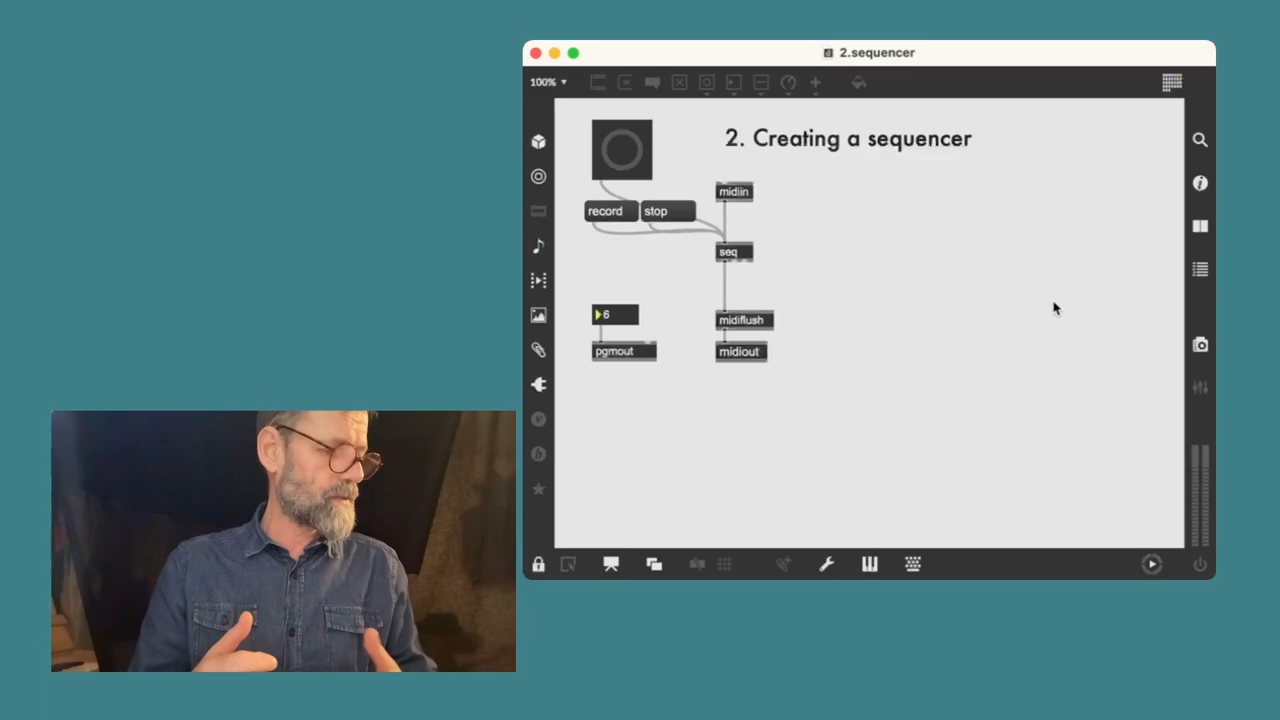 2.sequencer
100%
2. Creating a sequencer
midiin
record
stop
seq
6
midiflush
pgmout
midiout